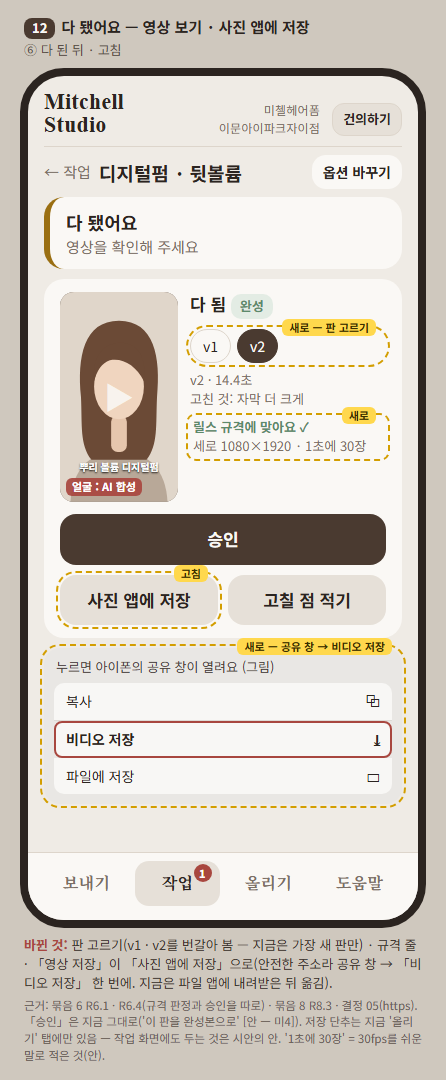 12 다 됐어요 — 영상 보기 · 사진 앱에 저장
⑥ 다 된 뒤 · 고침
Mitchell
Studio
미첼헤어폼
이문아이파크자이점
건의하기
← 작업
디지털펌 · 뒷볼륨
옵션 바꾸기
다 됐어요
영상을 확인해 주세요
뿌리 볼륨 디지털펌
얼굴 : AI 합성
다 됨
완성
새로 — 판 고르기
v1
v2
v2 · 14.4초
고친 것: 자막 더 크게
새로
릴스 규격에 맞아요 ✓
세로 1080×1920 · 1초에 30장
승인
고침
사진 앱에 저장
고칠 점 적기
새로 — 공유 창 → 비디오 저장
누르면 아이폰의 공유 창이 열려요 (그림)
복사
비디오 저장
파일에 저장
보내기
작업
1
올리기
도움말
바뀐 것: 판 고르기(v1 · v2를 번갈아 봄 — 지금은 가장 새 판만) · 규격 줄
· 「영상 저장」이 「사진 앱에 저장」으로(안전한 주소라 공유 창 → 「비
디오 저장」 한 번에. 지금은 파일 앱에 내려받은 뒤 옮김).
근거: 묶음 6 R6.1 · R6.4(규격 판정과 승인을 따로) · 묶음 8 R8.3 · 결정 05(https).
「승인」은 지금 그대로('이 판을 완성본으로' [안 — 미4]). 저장 단추는 지금 '올리
기' 탭에만 있음 — 작업 화면에도 두는 것은 시안의 안. '1초에 30장' = 30fps를 쉬운
말로 적은 것(안).